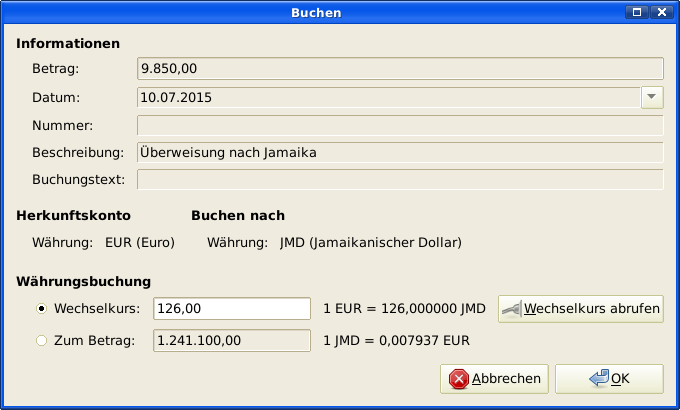 Buchen
Informationen
Betrag: 9.850,00
Datum: 10.07.2015
Nummer:
Beschreibung: Überweisung nach Jamaika
Buchungstext:
Herkunftskonto Buchen nach
Währung: EUR (Euro) Währung: JMD (Jamaikanischer Dollar)
Währungsbuchung
Wechselkurs: 126,00 1 EUR = 126,000000 JMD Wechselkurs abrufen
Zum Betrag: 1.241.100,00 1 JMD = 0,007937 EUR
Abbrechen OK